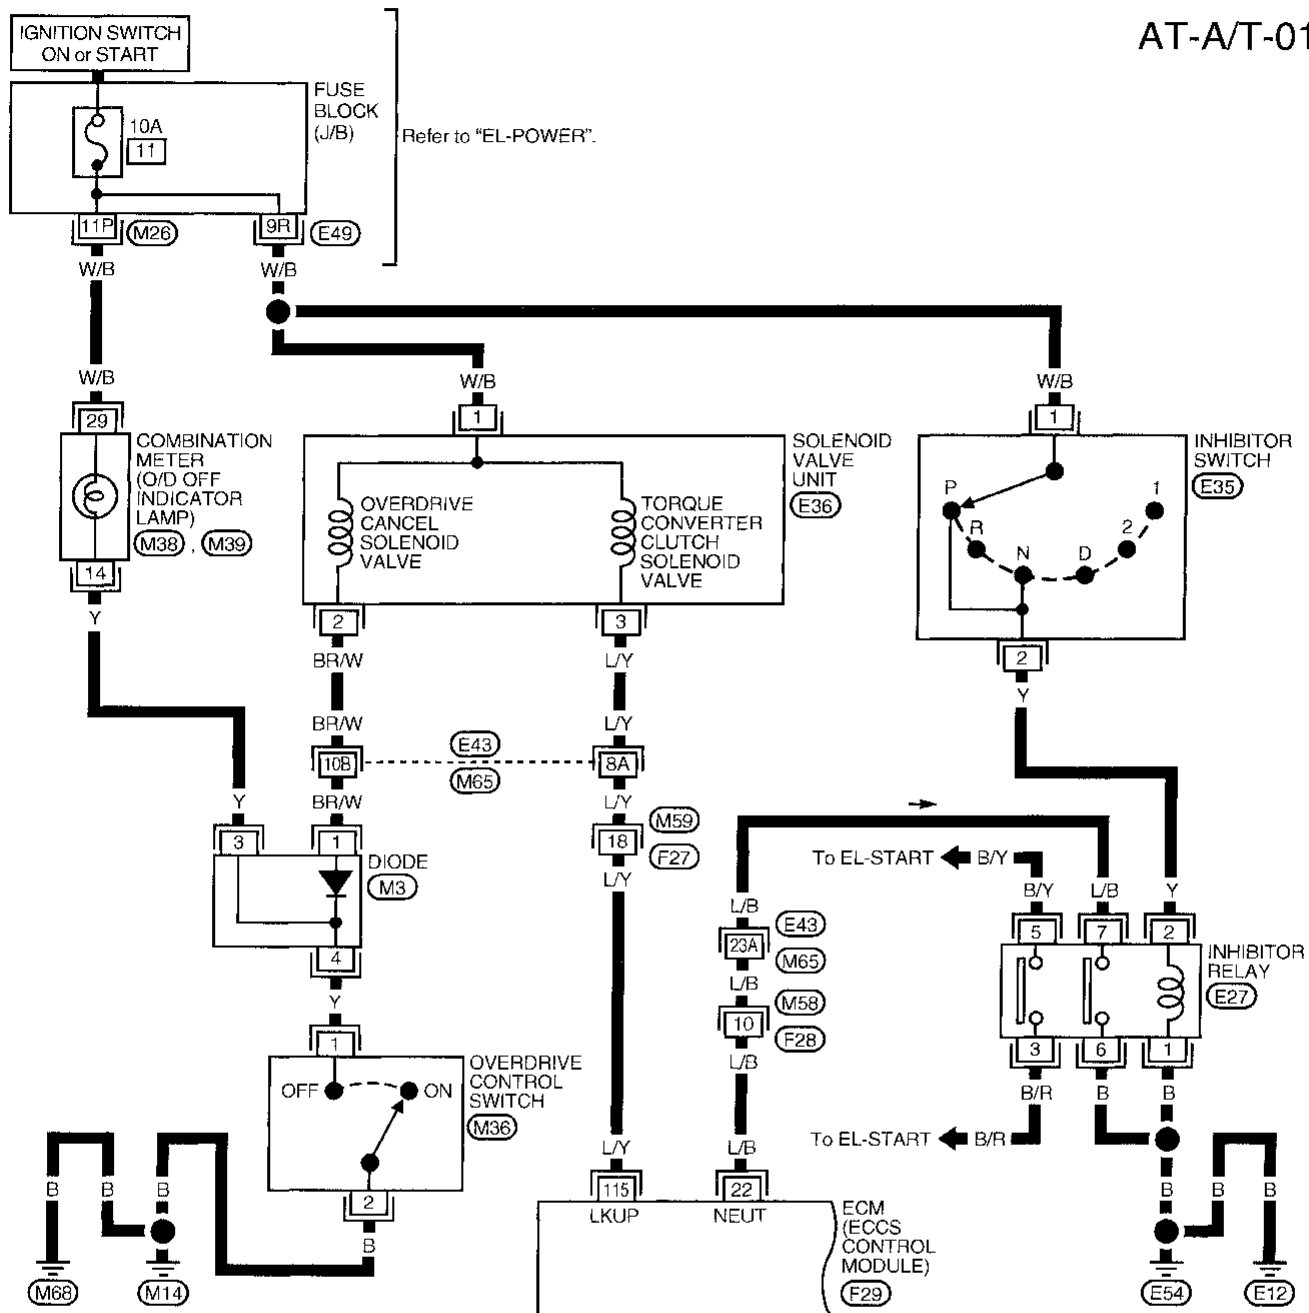 AT-A/T-01
IGNITION SWITCH
ON or START
FUSE
BLOCK
(J/B)
10A
11
Refer to "EL-POWER".
11P
M26
9R
E49
W/B
W/B
W/B
W/B
W/B
29
1
1
COMBINATION
METER
(O/D OFF
INDICATOR
LAMP)
M38 , M39
SOLENOID
VALVE
UNIT
E36
INHIBITOR
SWITCH
E35
OVERDRIVE
CANCEL
SOLENOID
VALVE
TORQUE
CONVERTER
CLUTCH
SOLENOID
VALVE
P
R
N
D
2
1
14
2
3
2
Y
BR/W
L/Y
Y
BR/W
L/Y
E43
10B
8A
M65
Y
BR/W
L/Y
3
1
18
M59
F27
DIODE
M3
L/Y
To EL-START
B/Y
B/Y
L/B
Y
L/B
E43
23A
M65
5
7
2
INHIBITOR
RELAY
E27
4
L/B
M58
10
F28
Y
1
3
6
1
L/B
OVERDRIVE
CONTROL
SWITCH
M36
OFF
ON
B/R
B
B
To EL-START
B/R
L/Y
L/B
2
115
22
LKUP
NEUT
ECM
(ECCS
CONTROL
MODULE)
F29
B
B
B
B
B
B
B
M68
M14
E54
E12